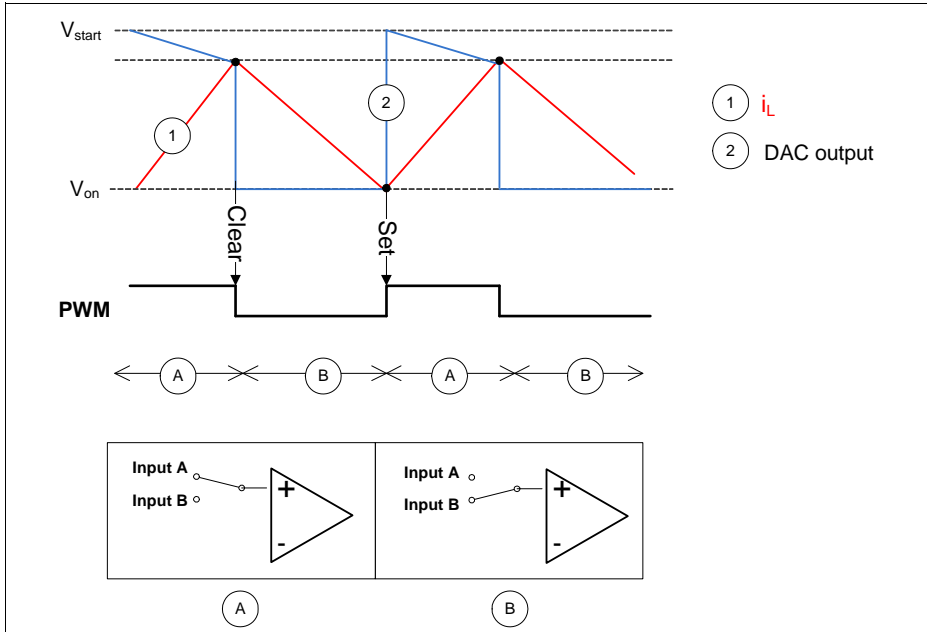 Vstart
1
2
1 iL
2 DAC output
Von
Clear
Set
PWM
A B A B
Input A
Input B
+
-
Input A
Input B
+
-
A
B